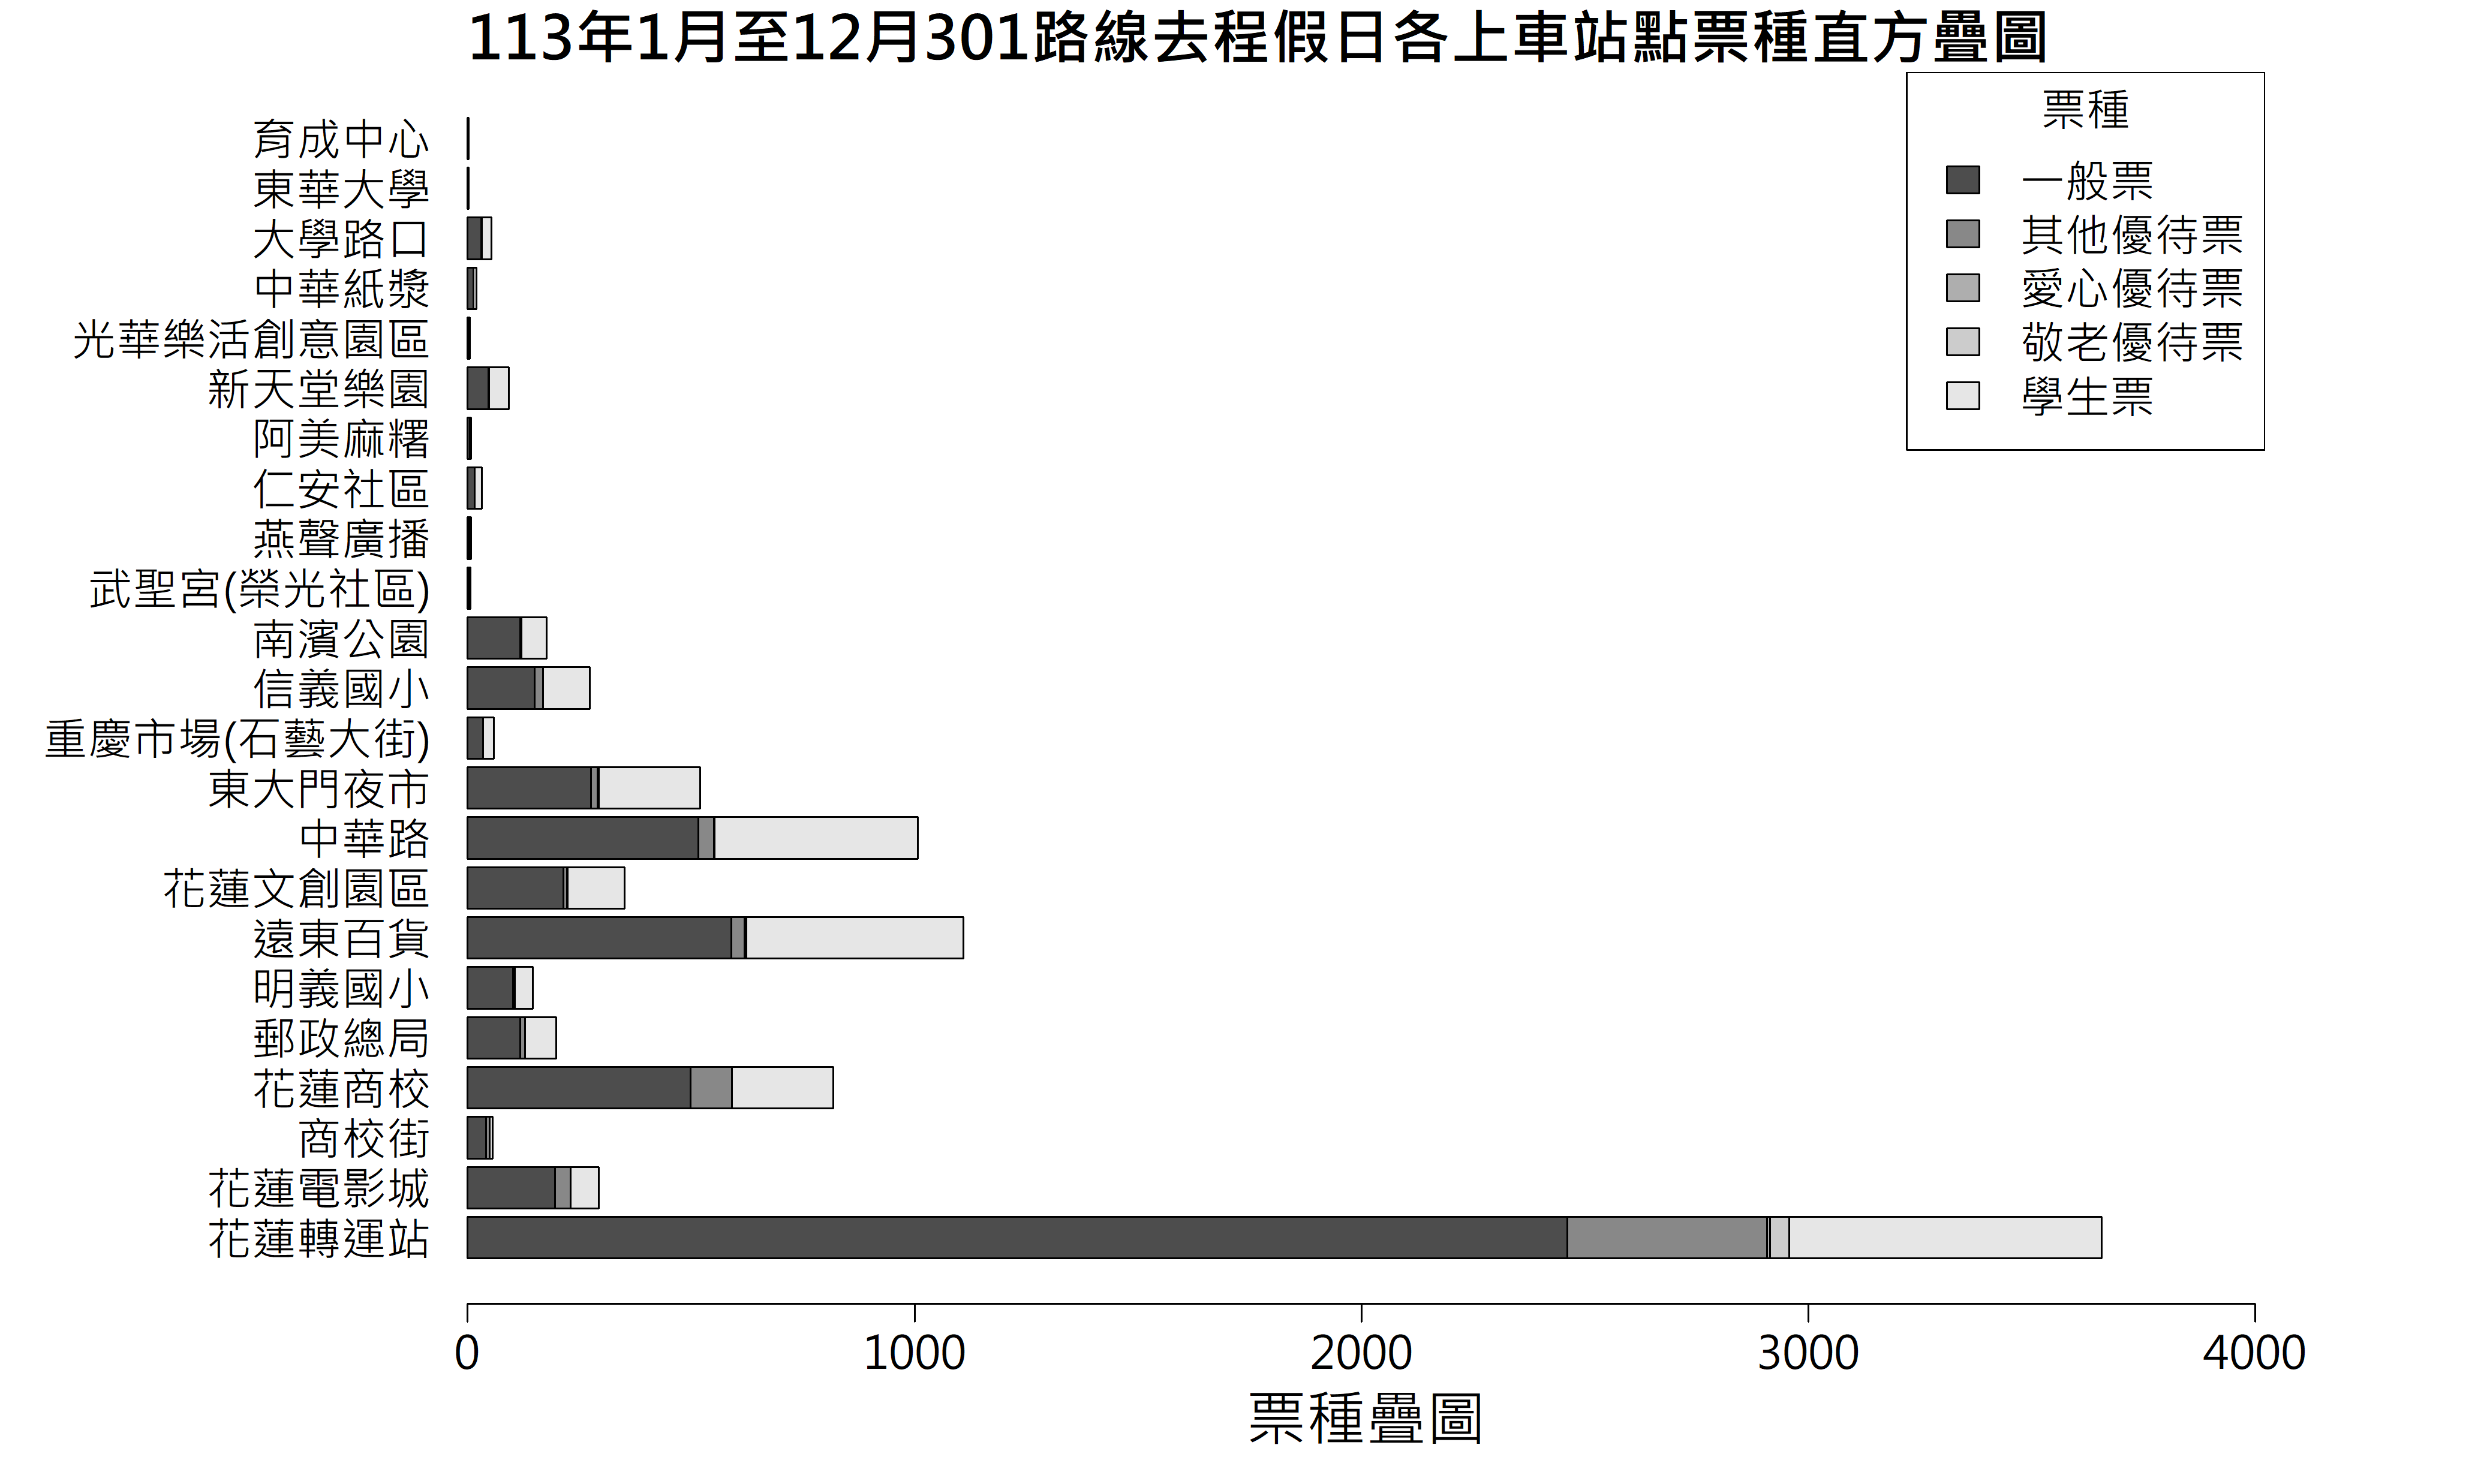 113年1月至12月301路線去程假日各上車站點票種直方疊圖
票種
一般票
其他優待票
愛心優待票
敬老優待票
學生票
育成中心
東華大學
大學路口
中華紙漿
光華樂活創意園區
新天堂樂園
阿美麻糬
仁安社區
燕聲廣播
武聖宮(榮光社區)
南濱公園
信義國小
重慶市場(石藝大街)
東大門夜市
中華路
花蓮文創園區
遠東百貨
明義國小
郵政總局
花蓮商校
商校街
花蓮電影城
花蓮轉運站
0 1000 2000 3000 4000
票種疊圖